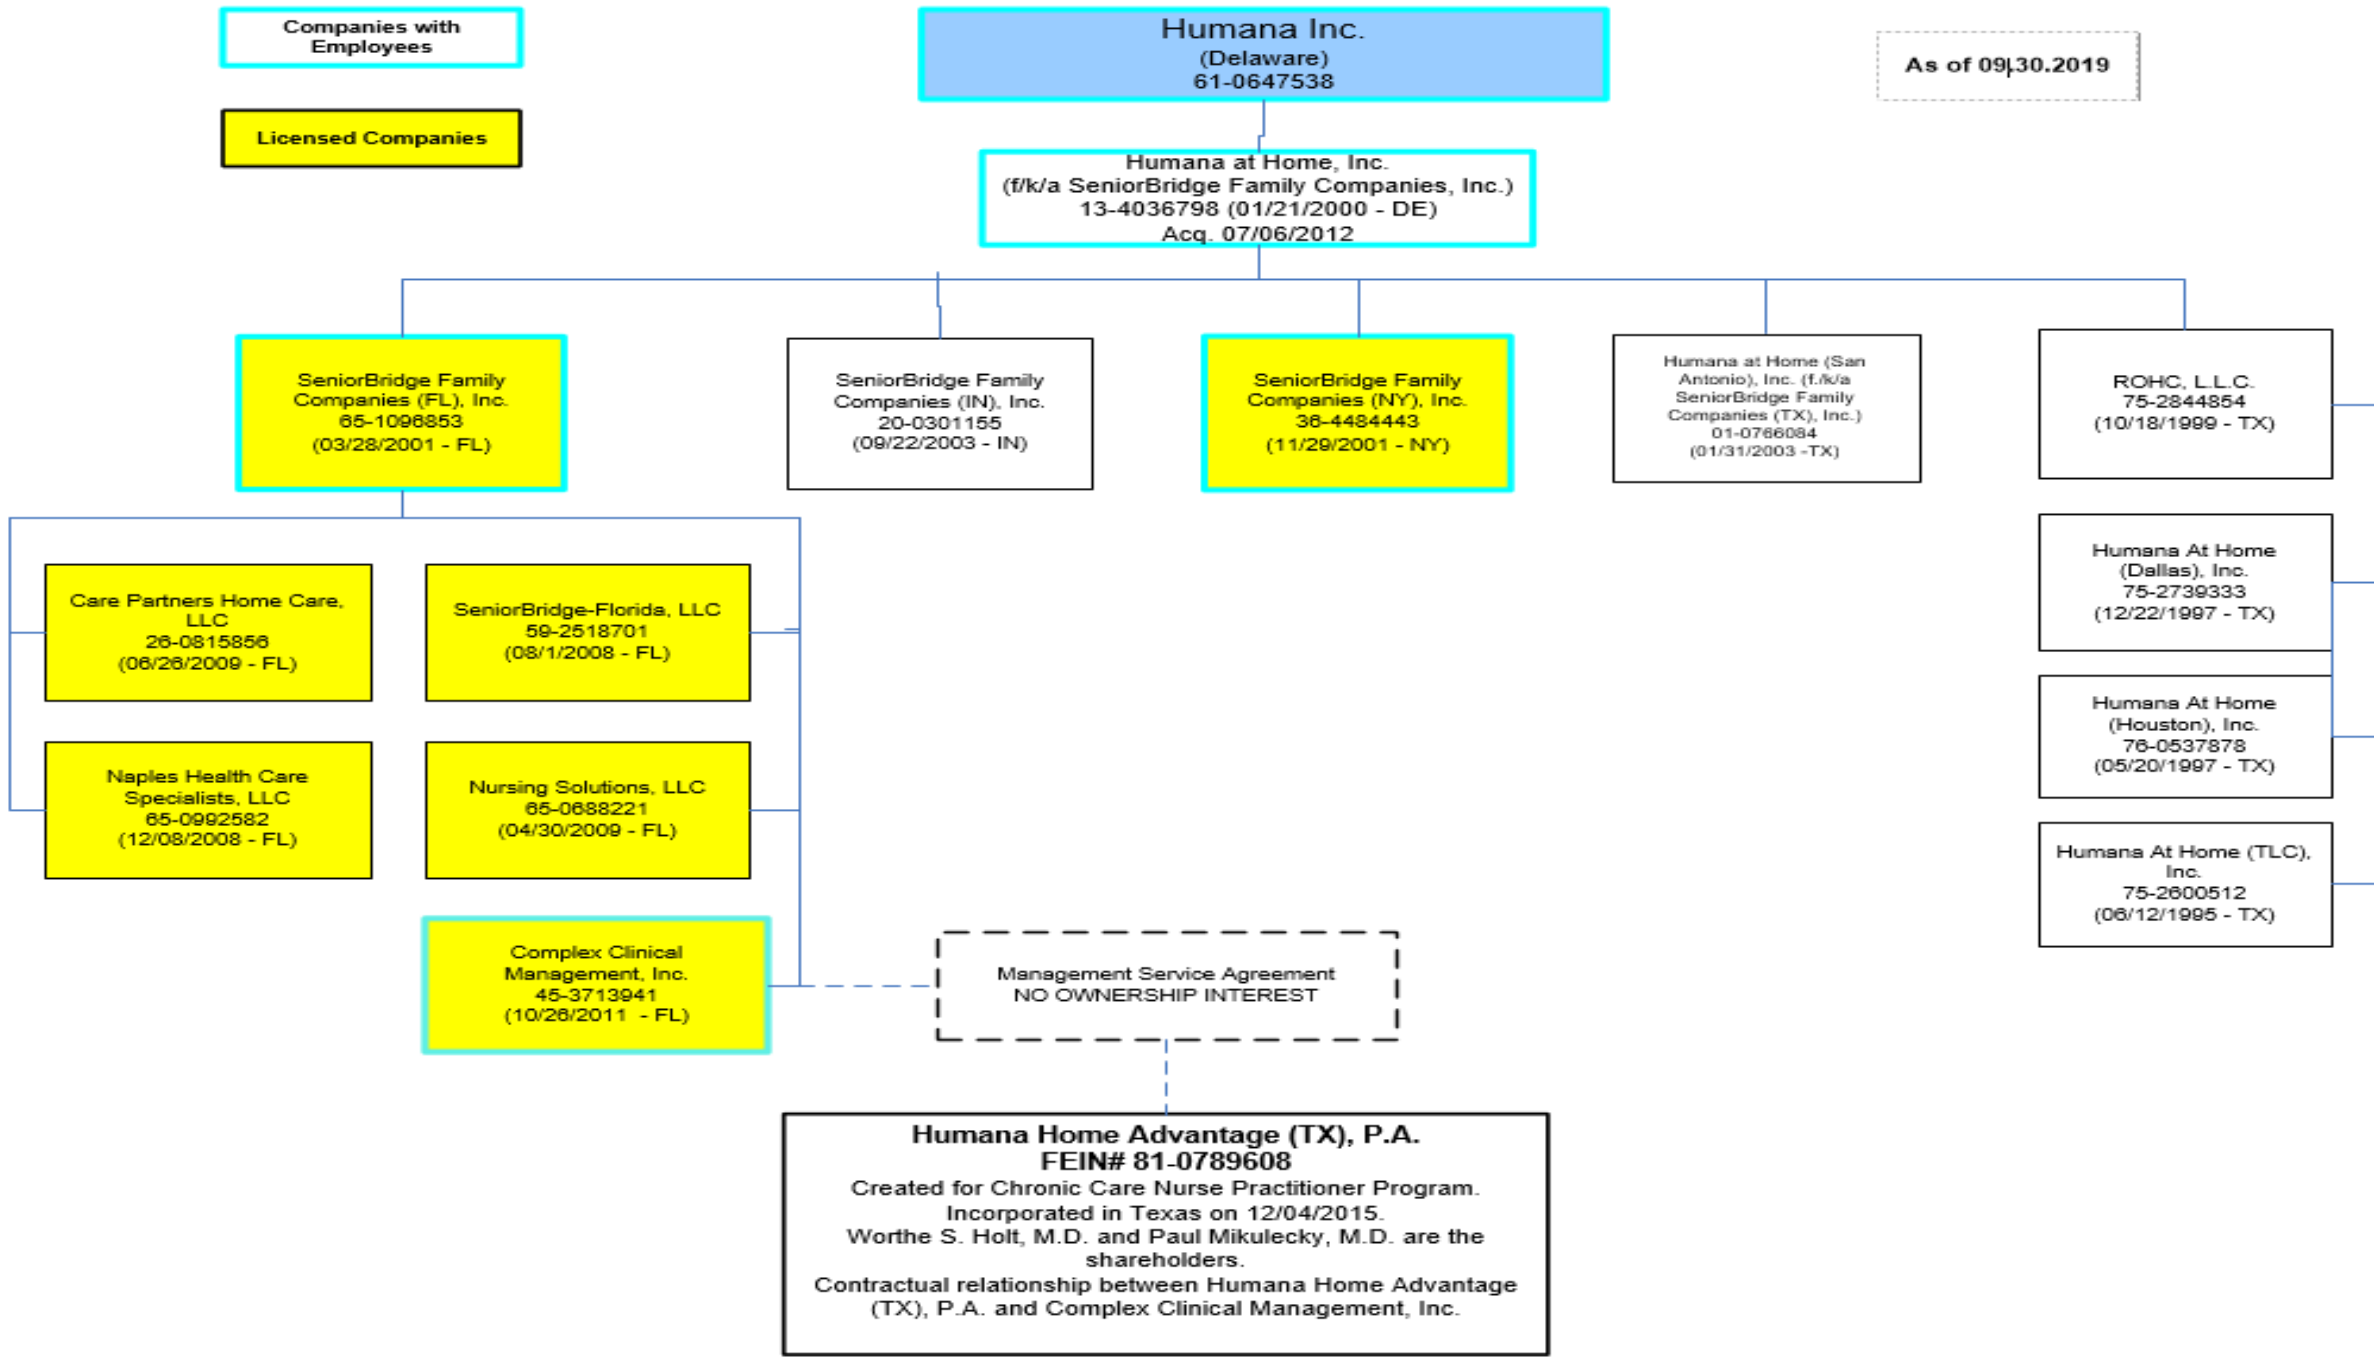 Companies with
Employees
Licensed Companies
Humana Inc.
(Delaware)
61-0647538
As of 09.30.2019
Humana at Home, Inc.
(f/k/a SeniorBridge Family Companies, Inc.)
13-4036798 (01/21/2000 - DE)
Acq. 07/06/2012
SeniorBridge Family
Companies (FL), Inc.
65-1096853
(03/28/2001 - FL)
SeniorBridge Family
Companies (IN), Inc.
20-0301155
(09/22/2003 - IN)
SeniorBridge Family
Companies (NY), Inc.
36-4484443
(11/29/2001 - NY)
Humana at Home (San
Antonio), Inc. (f./k/a
SeniorBridge Family
Companies (TX), Inc.)
01-0766084
(01/31/2003 -TX)
ROHC, L.L.C.
75-2844854
(10/18/1999 - TX)
Care Partners Home Care,
LLC
26-0815856
(06/26/2009 - FL)
SeniorBridge-Florida, LLC
59-2518701
(08/1/2008 - FL)
Humana At Home
(Dallas), Inc.
75-2739333
(12/22/1997 - TX)
Naples Health Care
Specialists, LLC
65-0992582
(12/08/2008 - FL)
Nursing Solutions, LLC
65-0688221
(04/30/2009 - FL)
Humana At Home
(Houston), Inc.
76-0537878
(05/20/1997 - TX)
Humana At Home (TLC),
Inc.
75-2600512
(06/12/1995 - TX)
Complex Clinical
Management, Inc.
45-3713941
(10/26/2011 - FL)
Management Service Agreement
NO OWNERSHIP INTEREST
Humana Home Advantage (TX), P.A.
FEIN# 81-0789608
Created for Chronic Care Nurse Practitioner Program.
Incorporated in Texas on 12/04/2015.
Worthe S. Holt, M.D. and Paul Mikulecky, M.D. are the
shareholders.
Contractual relationship between Humana Home Advantage
(TX), P.A. and Complex Clinical Management, Inc.